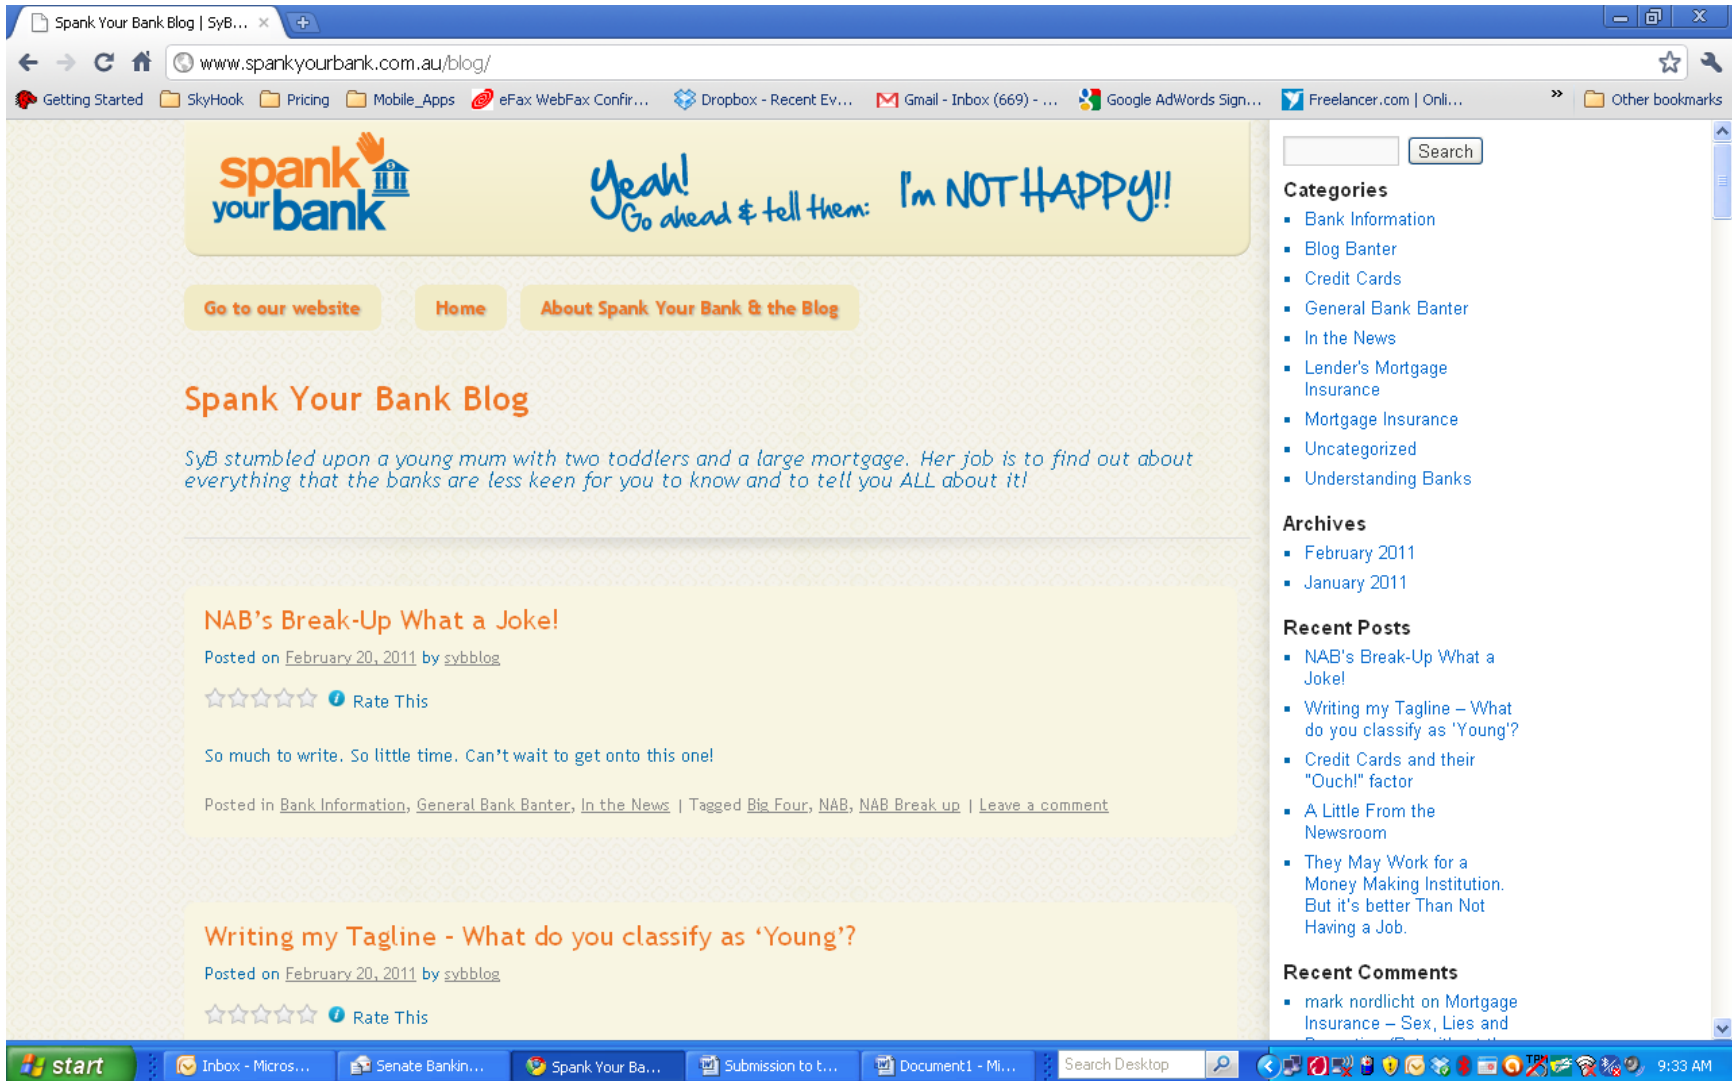 Spank Your Bank Blog | SyB...
www.spankyourbank.com.au/blog/
Getting Started SkyHook Pricing Mobile_Apps eFax WebFax Confir... Dropbox - Recent Ev... Gmail - Inbox (669) - ... Google AdWords Sign... Freelancer.com | Onli... » Other bookmarks
spank
your bank
Yeah!
Go ahead & tell them:
I'm NOT HAPPY!!
Go to our website Home About Spank Your Bank & the Blog
Spank Your Bank Blog
SyB stumbled upon a young mum with two toddlers and a large mortgage. Her job is to find out about
everything that the banks are less keen for you to know and to tell you ALL about it!
NAB's Break-Up What a Joke!
Posted on February 20, 2011 by sybblog
Rate This
So much to write. So little time. Can't wait to get onto this one!
Posted in Bank Information, General Bank Banter, In the News | Tagged Big Four, NAB, NAB Break up | Leave a comment
Writing my Tagline - What do you classify as ‘Young’?
Posted on February 20, 2011 by sybblog
Rate This
Search
Categories
Bank Information
Blog Banter
Credit Cards
General Bank Banter
In the News
Lender's Mortgage
Insurance
Mortgage Insurance
Uncategorized
Understanding Banks
Archives
February 2011
January 2011
Recent Posts
NAB's Break-Up What a
Joke!
Writing my Tagline – What
do you classify as 'Young'?
Credit Cards and their
"Ouch!" factor
A Little From the
Newsroom
They May Work for a
Money Making Institution.
But it's better Than Not
Having a Job.
Recent Comments
mark nordlicht on Mortgage
Insurance – Sex, Lies and
start Inbox - Micros... Senate Bankin... Spank Your Ba... Submission to t... Document1 - Mi... Search Desktop 9:33 AM